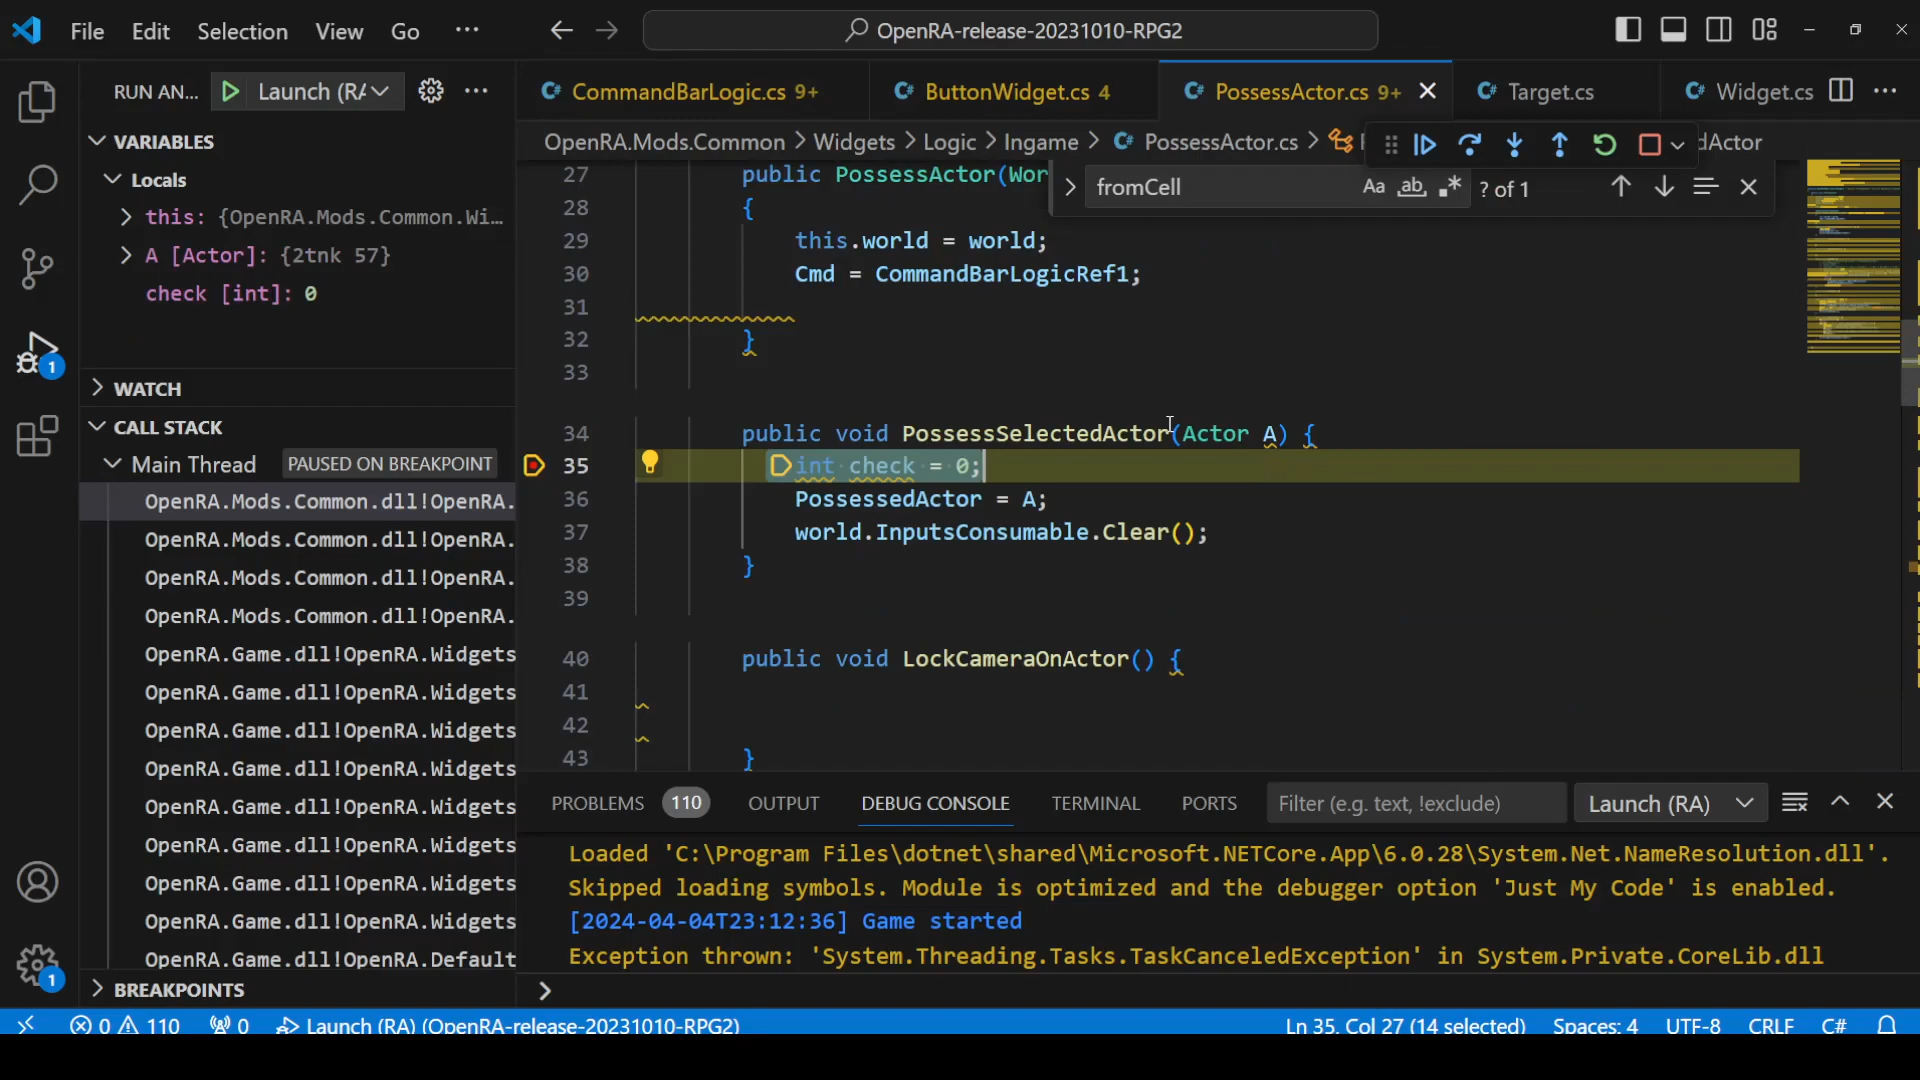 File Edit Selection View Go ···
OpenRA-release-20231010-RPG2
RUN AN... Launch (RA ···
CommandBarLogic.cs 9+
ButtonWidget.cs 4
PossessActor.cs 9+
Target.cs
Widget.cs ···
OpenRA.Mods.Common > Widgets > Logic > Ingame > PossessActor.cs > dActor
fromCell Aa ab .* ? of 1
VARIABLES
Locals
this: {OpenRA.Mods.Common.Wi...
A [Actor]: {2tnk 57}
check [int]: 0
WATCH
CALL STACK
Main Thread PAUSED ON BREAKPOINT
OpenRA.Mods.Common.dll!OpenRA.
OpenRA.Mods.Common.dll!OpenRA.
OpenRA.Mods.Common.dll!OpenRA.
OpenRA.Mods.Common.dll!OpenRA.
OpenRA.Game.dll!OpenRA.Widgets
OpenRA.Game.dll!OpenRA.Widgets
OpenRA.Game.dll!OpenRA.Widgets
OpenRA.Game.dll!OpenRA.Widgets
OpenRA.Game.dll!OpenRA.Widgets
OpenRA.Game.dll!OpenRA.Widgets
OpenRA.Game.dll!OpenRA.Widgets
OpenRA.Game.dll!OpenRA.Widgets
OpenRA.Game.dll!OpenRA.Default
BREAKPOINTS
27 public PossessActor(Wor
28 {
29 this.world = world;
30 Cmd = CommandBarLogicRef1;
31
32 }
33
34 public void PossessSelectedActor(Actor A) {
35 int check = 0;
36 PossessedActor = A;
37 world.InputsConsumable.Clear();
38 }
39
40 public void LockCameraOnActor() {
41
42
43 }
PROBLEMS 110 OUTPUT DEBUG CONSOLE TERMINAL PORTS Filter (e.g. text, !exclude) Launch (RA)
Loaded 'C:\Program Files\dotnet\shared\Microsoft.NETCore.App\6.0.28\System.Net.NameResolution.dll'.
Skipped loading symbols. Module is optimized and the debugger option 'Just My Code' is enabled.
[2024-04-04T23:12:36] Game started
Exception thrown: 'System.Threading.Tasks.TaskCanceledException' in System.Private.CoreLib.dll
>
1
1
0 110 0 Launch (RA) (OpenRA-release-20231010-RPG2) Ln 35, Col 27 (14 selected) Spaces: 4 UTF-8 CRLF C#